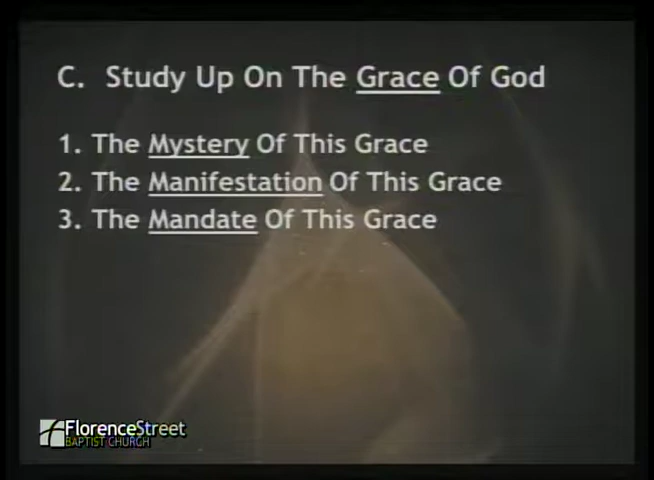 C. Study Up On The Grace Of God
1. The Mystery Of This Grace
2. The Manifestation Of This Grace
3. The Mandate Of This Grace
FlorenceStreet
BAPTIST CHURCH